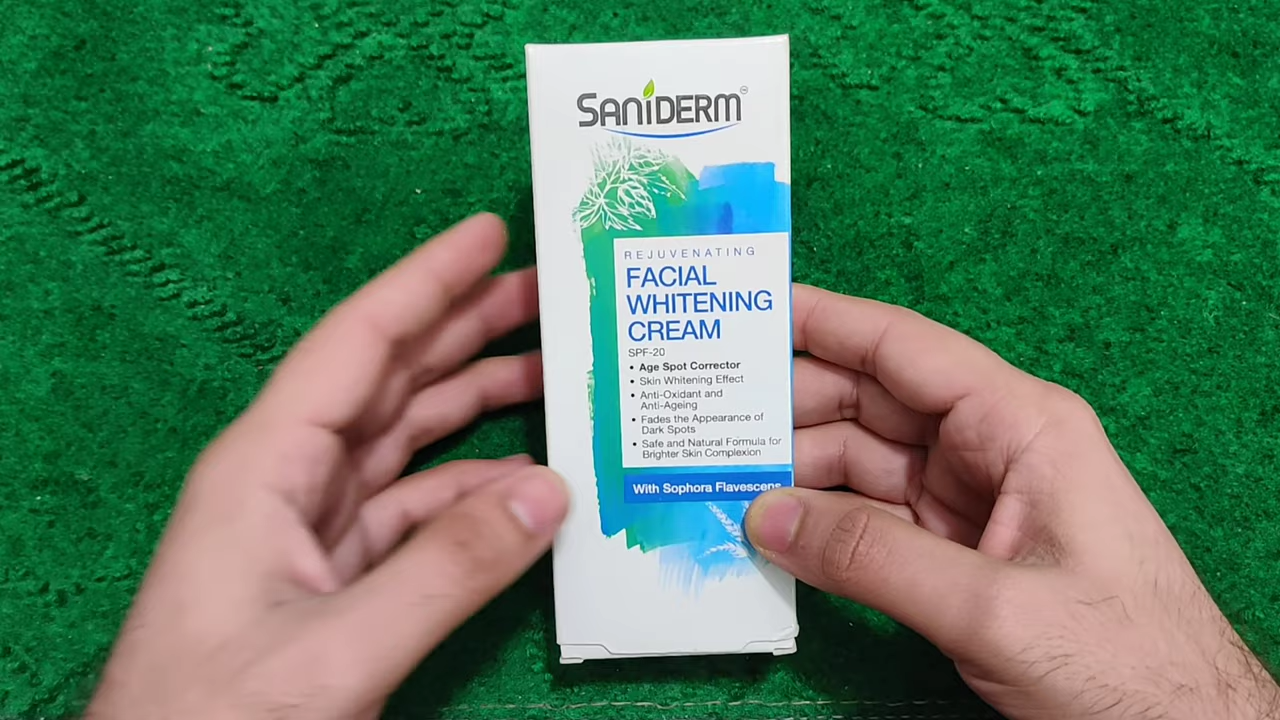 SANiDERM
REJUVENATING
FACIAL
WHITENING
CREAM
SPF-20
• Age Spot Corrector
• Skin Whitening Effect
• Anti-Oxidant and
Anti-Ageing
• Fades the Appearance of
Dark Spots
• Safe and Natural Formula for
Brighter Skin Complexion
With Sophora Flavescens